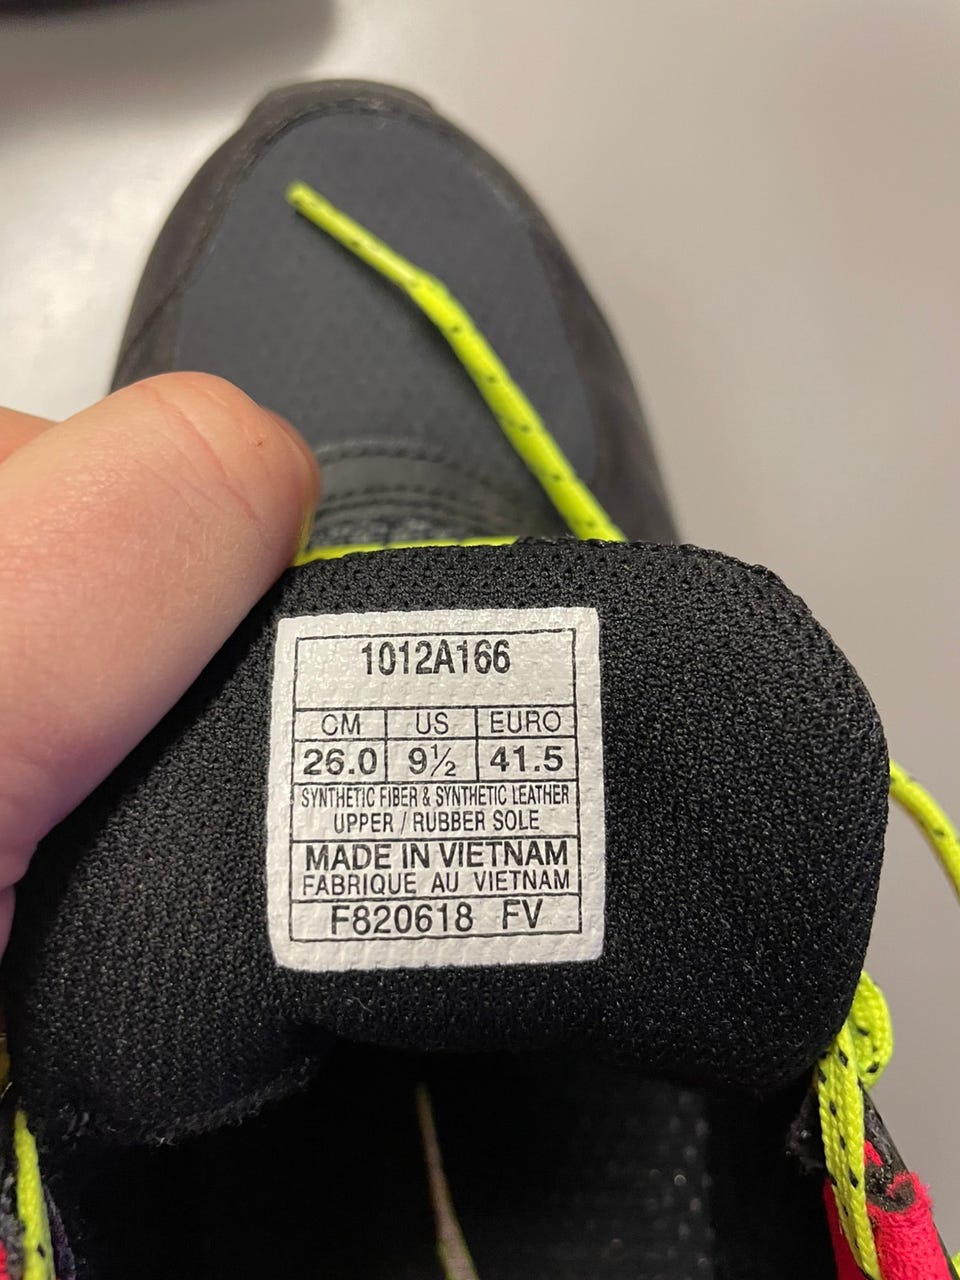 1012A166
CM US EURO
26.0 9½ 41.5
SYNTHETIC FIBER & SYNTHETIC LEATHER
UPPER / RUBBER SOLE
MADE IN VIETNAM
FABRIQUE AU VIETNAM
F820618 FV